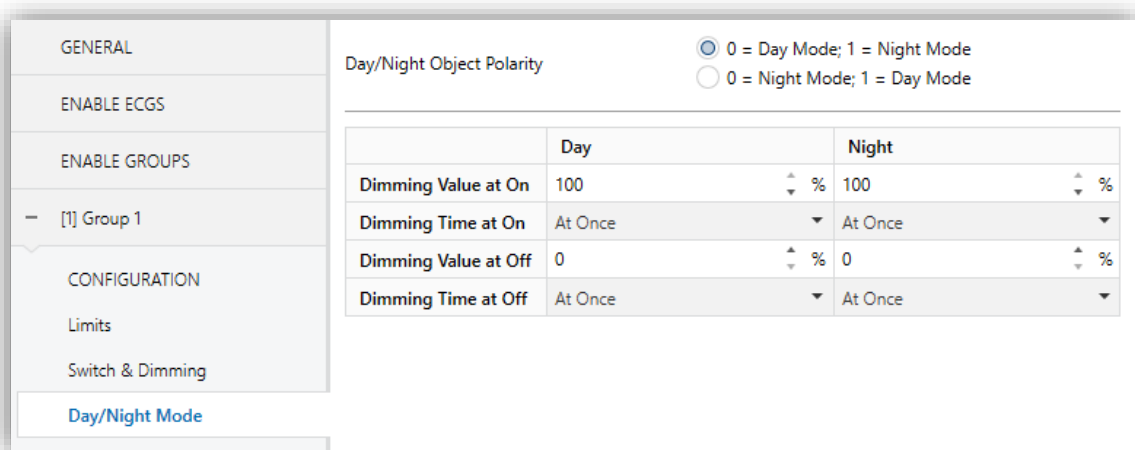 GENERAL
ENABLE ECGS
ENABLE GROUPS
− [1] Group 1
CONFIGURATION
Limits
Switch & Dimming
Day/Night Mode
Day/Night Object Polarity
0 = Day Mode; 1 = Night Mode
0 = Night Mode; 1 = Day Mode
Day Night
Dimming Value at On 100 % 100 %
Dimming Time at On At Once At Once
Dimming Value at Off 0 % 0 %
Dimming Time at Off At Once At Once